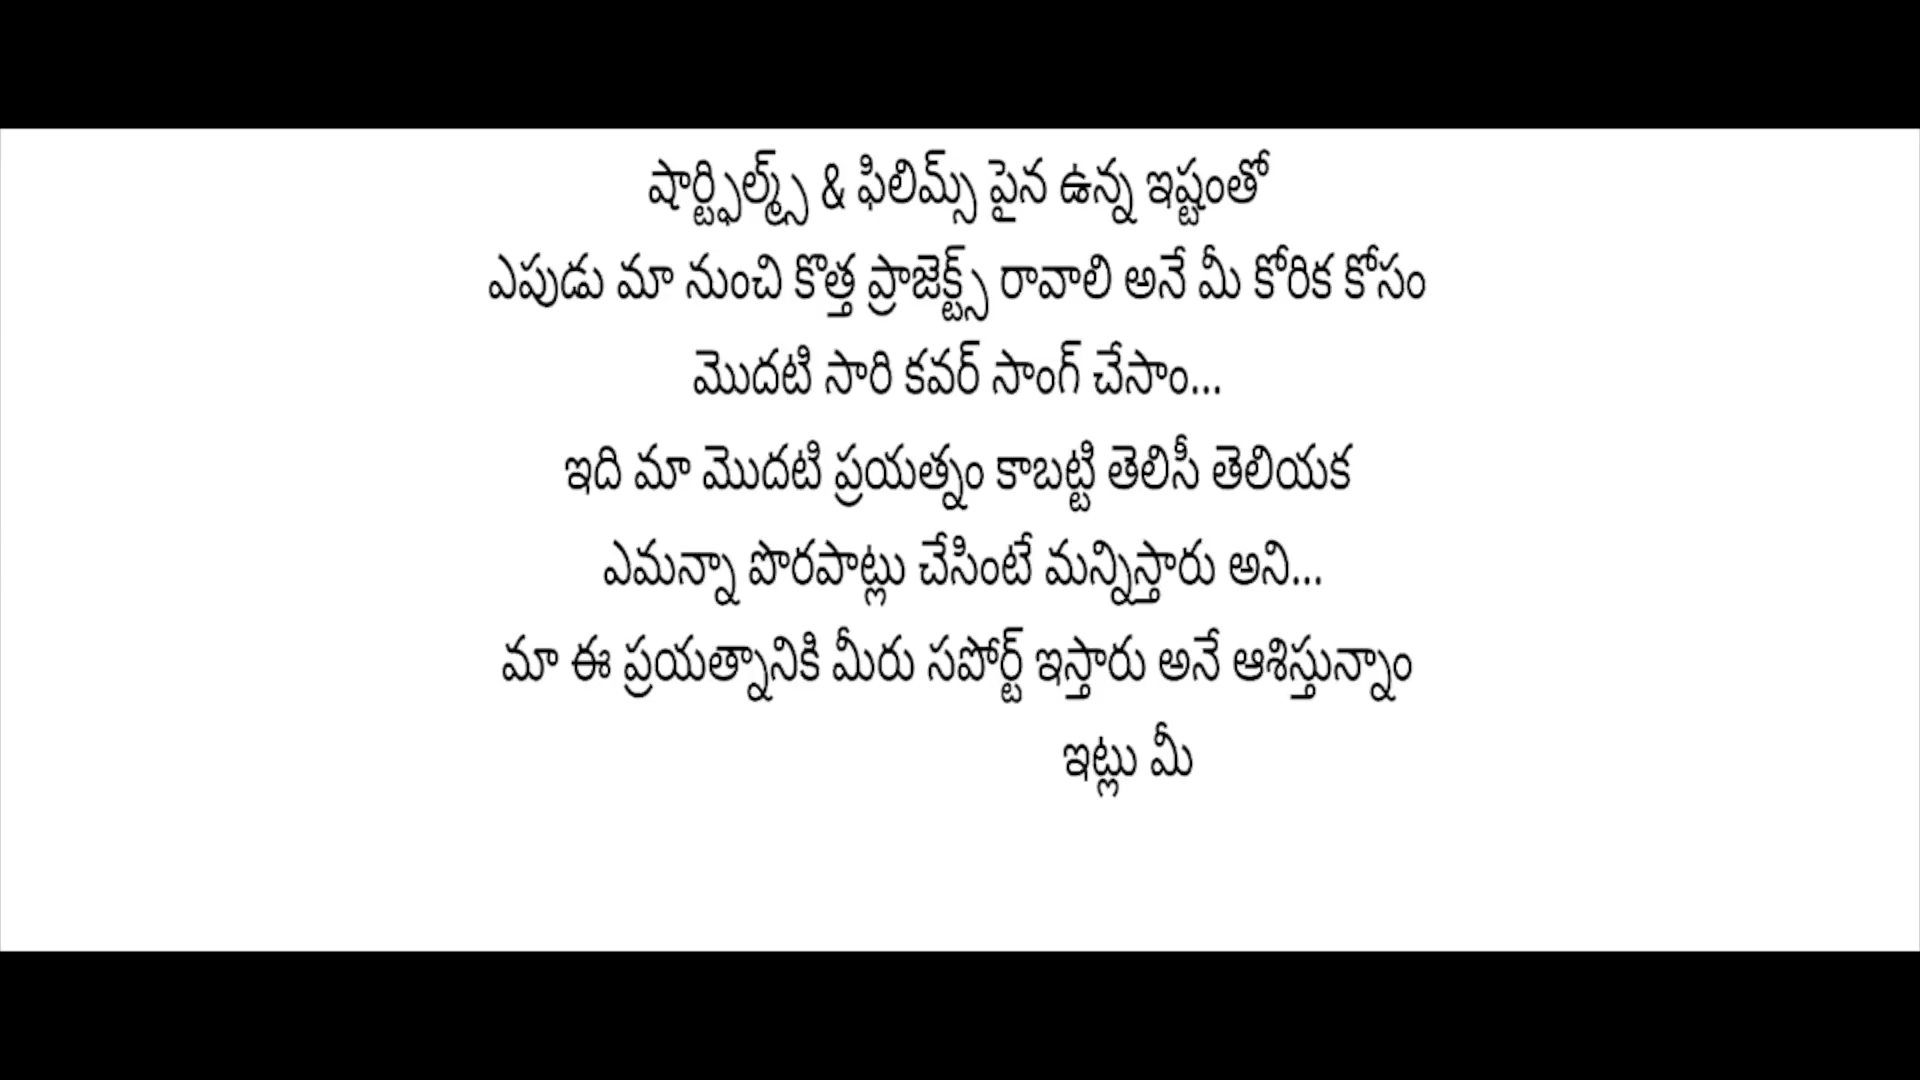 షార్ట్ఫిల్మ్స్ & ఫిలిమ్స్ పైన ఉన్న ఇష్టంతో
ఎపుడు మా నుంచి కొత్త ప్రాజెక్ట్స్ రావాలి అనే మీ కోరిక కోసం
మొదటి సారి కవర్ సాంగ్ చేసాం...
ఇది మా మొదటి ప్రయత్నం కాబట్టి తెలిసీ తెలియక
ఎమన్నా పొరపాట్లు చేసింటే మన్నిస్తారు అని...
మా ఈ ప్రయత్నానికి మీరు సపోర్ట్ ఇస్తారు అనే ఆశిస్తున్నాం
ఇట్లు మీ